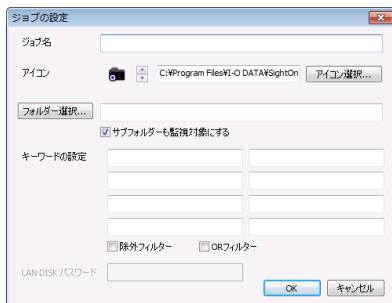 ジョブの設定
ジョブ名
アイコン
C:¥Program Files¥I-O DATA¥SightOn
アイコン選択...
フォルダー選択...
サブフォルダーも監視対象にする
キーワードの設定
除外フィルター
ORフィルター
LAN DISK パスワード
OK
キャンセル